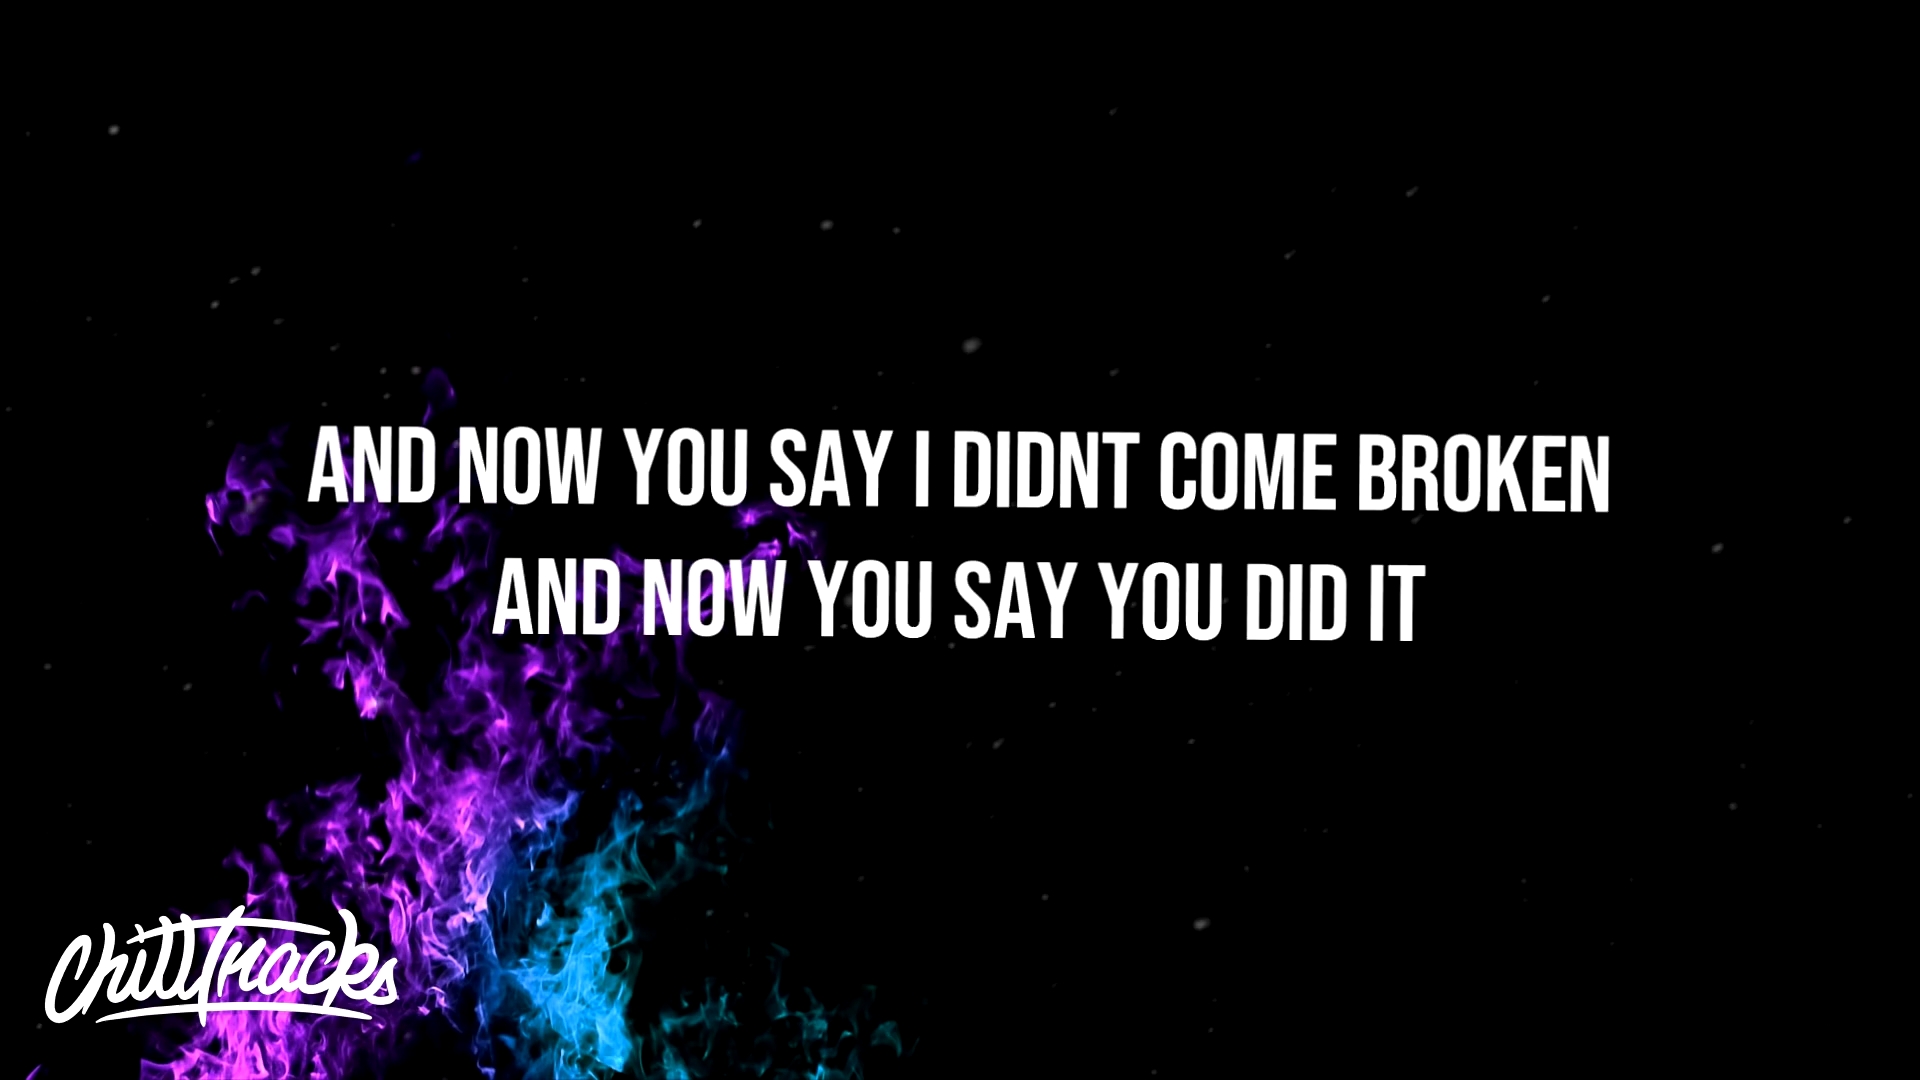 AND NOW YOU SAY I DIDNT COME BROKEN
AND NOW YOU SAY YOU DID IT
ChillTracks